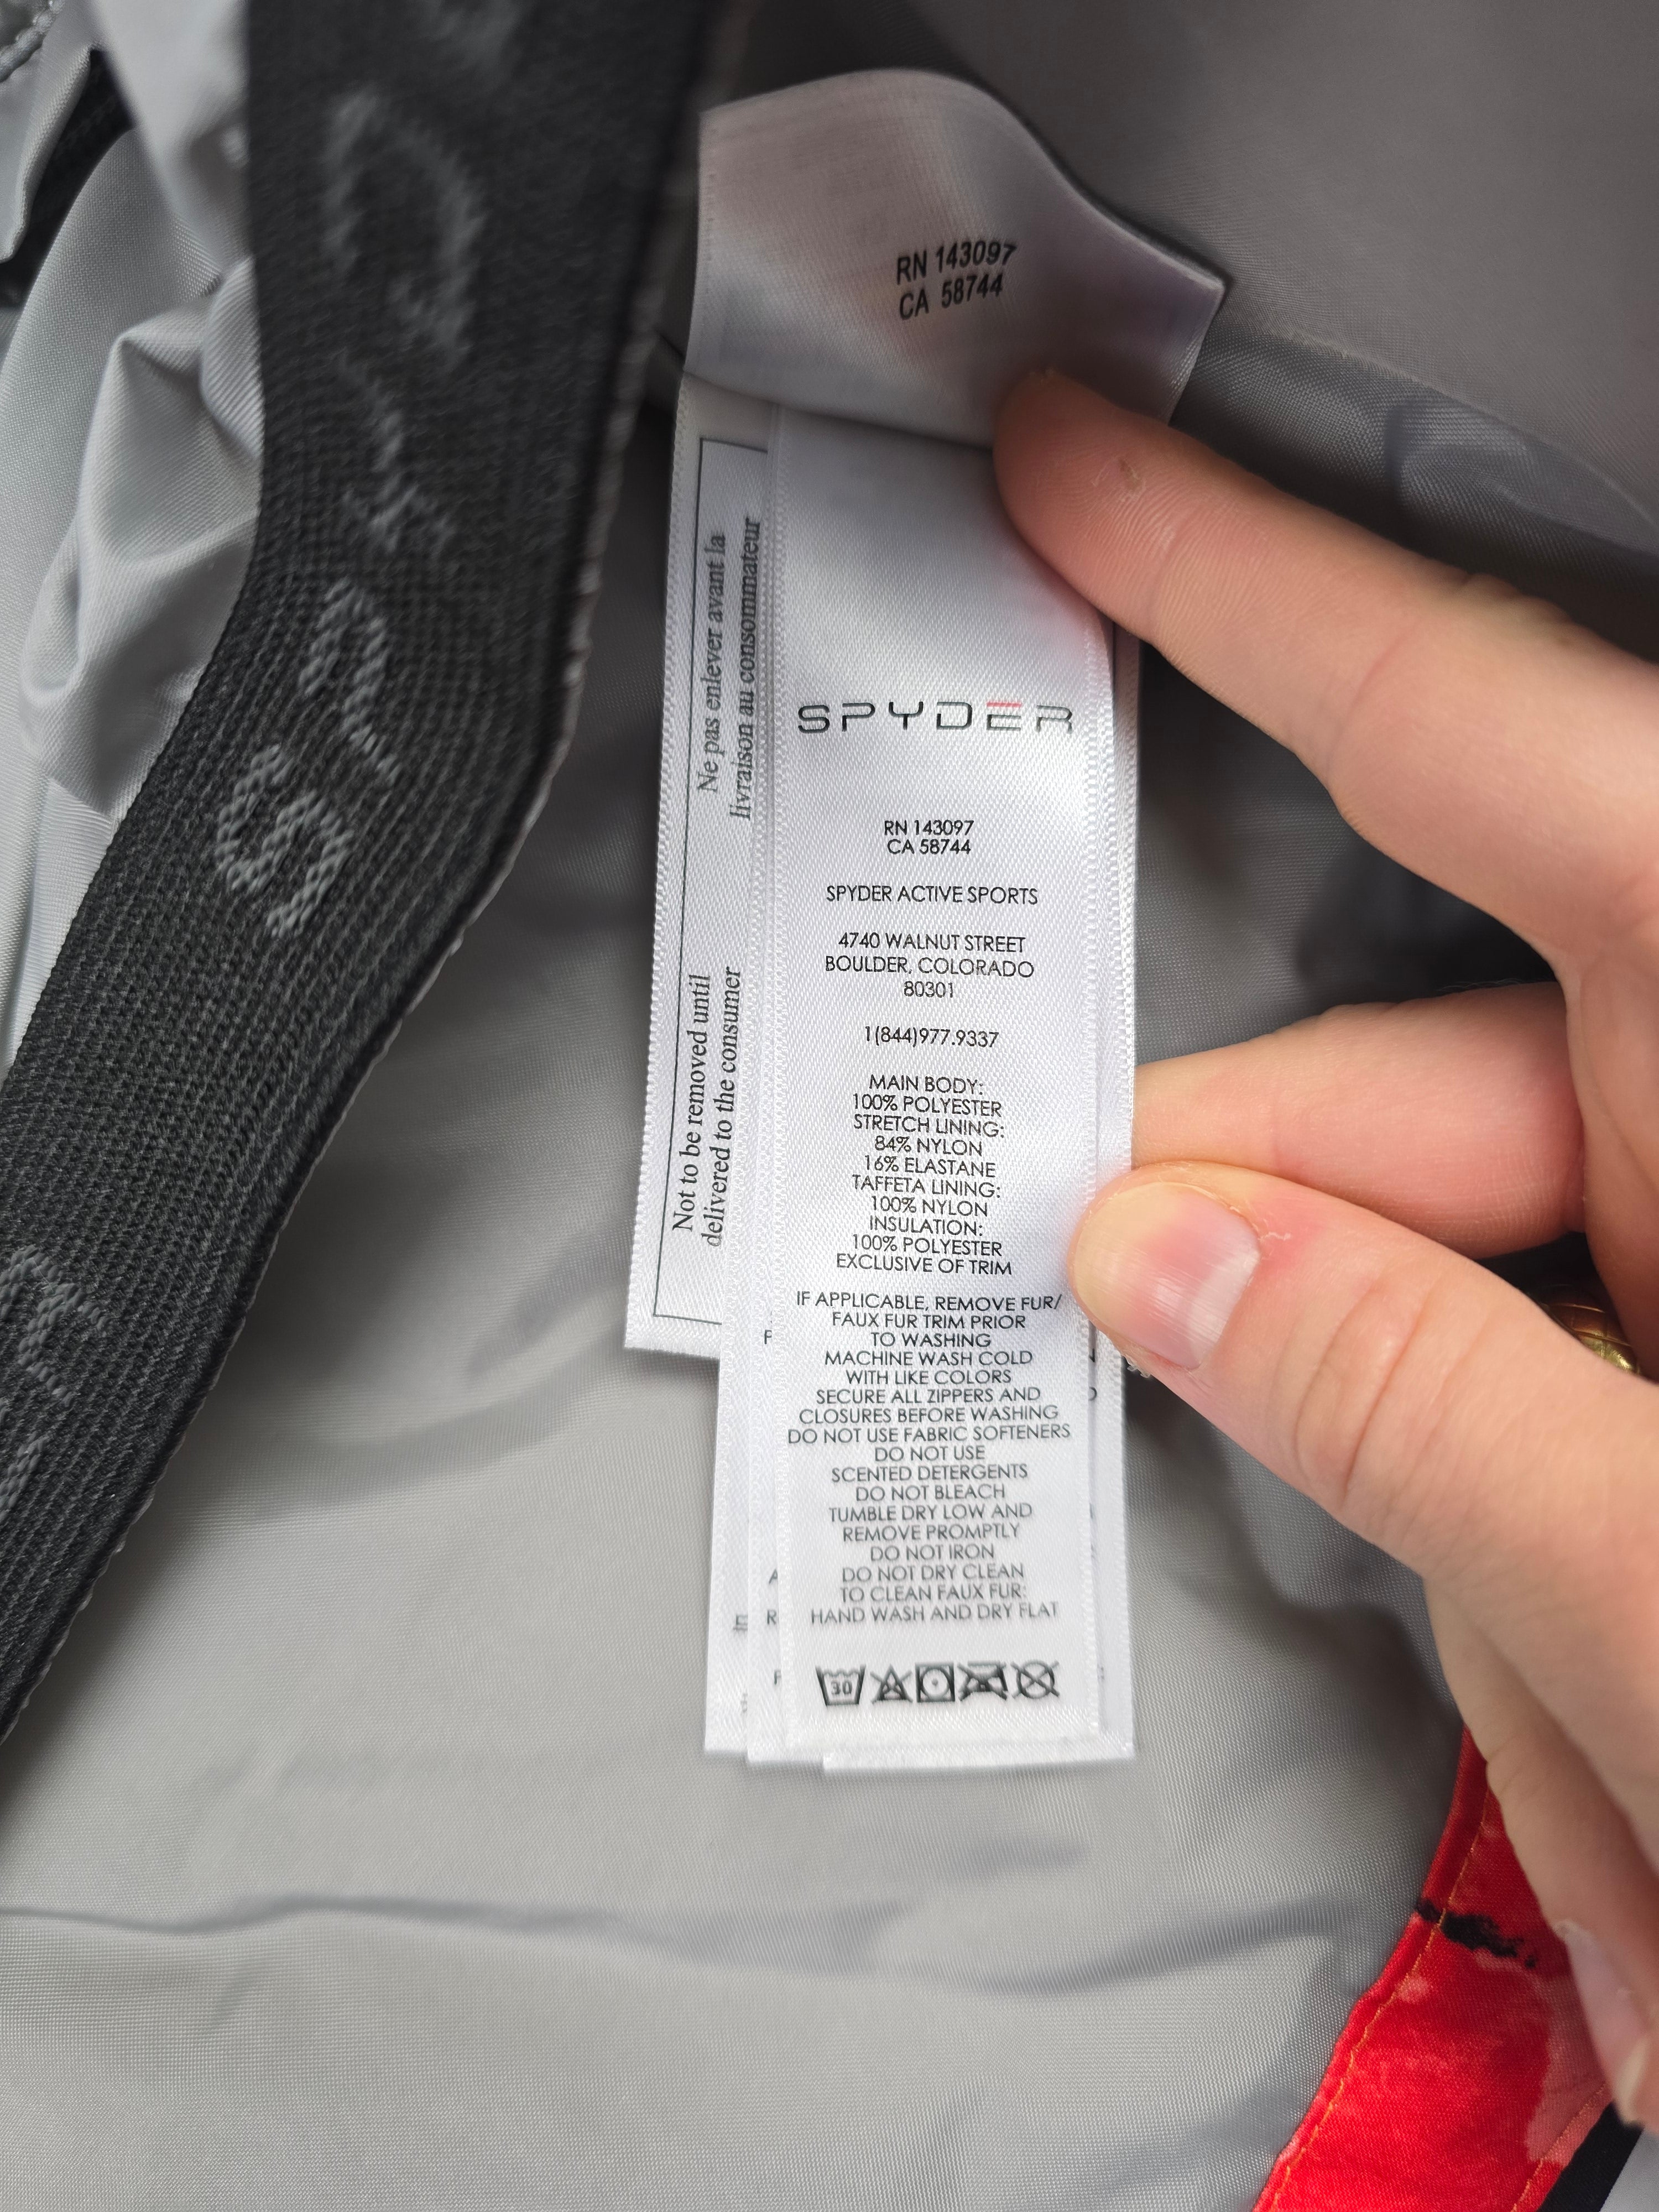 RN 143097
CA 58744
Ne pas enlever avant la
livraison au consommateur
Not to be removed until
delivered to the consumer
SPYDER
RN 143097
CA 58744
SPYDER ACTIVE SPORTS
4740 WALNUT STREET
BOULDER, COLORADO
80301
1(844)977.9337
MAIN BODY:
100% POLYESTER
STRETCH LINING:
84% NYLON
16% ELASTANE
TAFFETA LINING:
100% NYLON
INSULATION:
100% POLYESTER
EXCLUSIVE OF TRIM
IF APPLICABLE, REMOVE FUR/
FAUX FUR TRIM PRIOR
TO WASHING
MACHINE WASH COLD
WITH LIKE COLORS
SECURE ALL ZIPPERS AND
CLOSURES BEFORE WASHING
DO NOT USE FABRIC SOFTENERS
DO NOT USE
SCENTED DETERGENTS
DO NOT BLEACH
TUMBLE DRY LOW AND
REMOVE PROMPTLY
DO NOT IRON
DO NOT DRY CLEAN
TO CLEAN FAUX FUR:
HAND WASH AND DRY FLAT
30